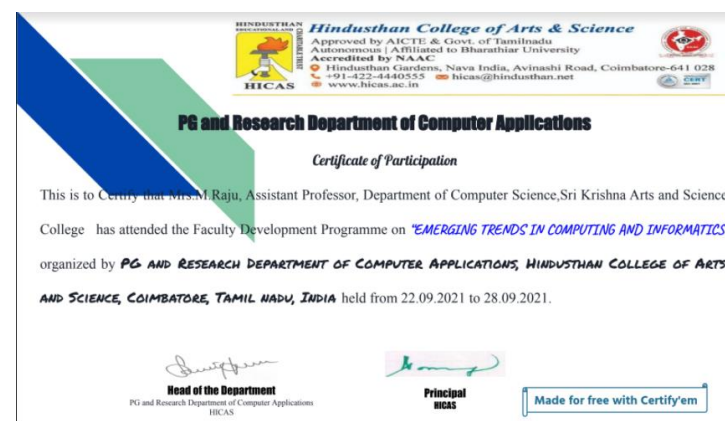 HINDUSTHAN
EDUCATIONAL AND
CHARITABLE TRUST
HICAS
Hindusthan College of Arts & Science
Approved by AICTE & Govt. of Tamilnadu
Autonomous | Affiliated to Bharathiar University
Accredited by NAAC
Hindusthan Gardens, Nava India, Avinashi Road, Coimbatore-641 028
+91-422-4440555 hicas@hindusthan.net
www.hicas.ac.in
CERT
PG and Research Department of Computer Applications
Certificate of Participation
This is to Certify that Mrs.M.Raju, Assistant Professor, Department of Computer Science,Sri Krishna Arts and Science
College has attended the Faculty Development Programme on "EMERGING TRENDS IN COMPUTING AND INFORMATICS
organized by PG AND RESEARCH DEPARTMENT OF COMPUTER APPLICATIONS, HINDUSTHAN COLLEGE OF ARTS
AND SCIENCE, COIMBATORE, TAMIL NADU, INDIA held from 22.09.2021 to 28.09.2021.
Head of the Department
PG and Research Department of Computer Applications
HICAS
Principal
HICAS
Made for free with Certify'em